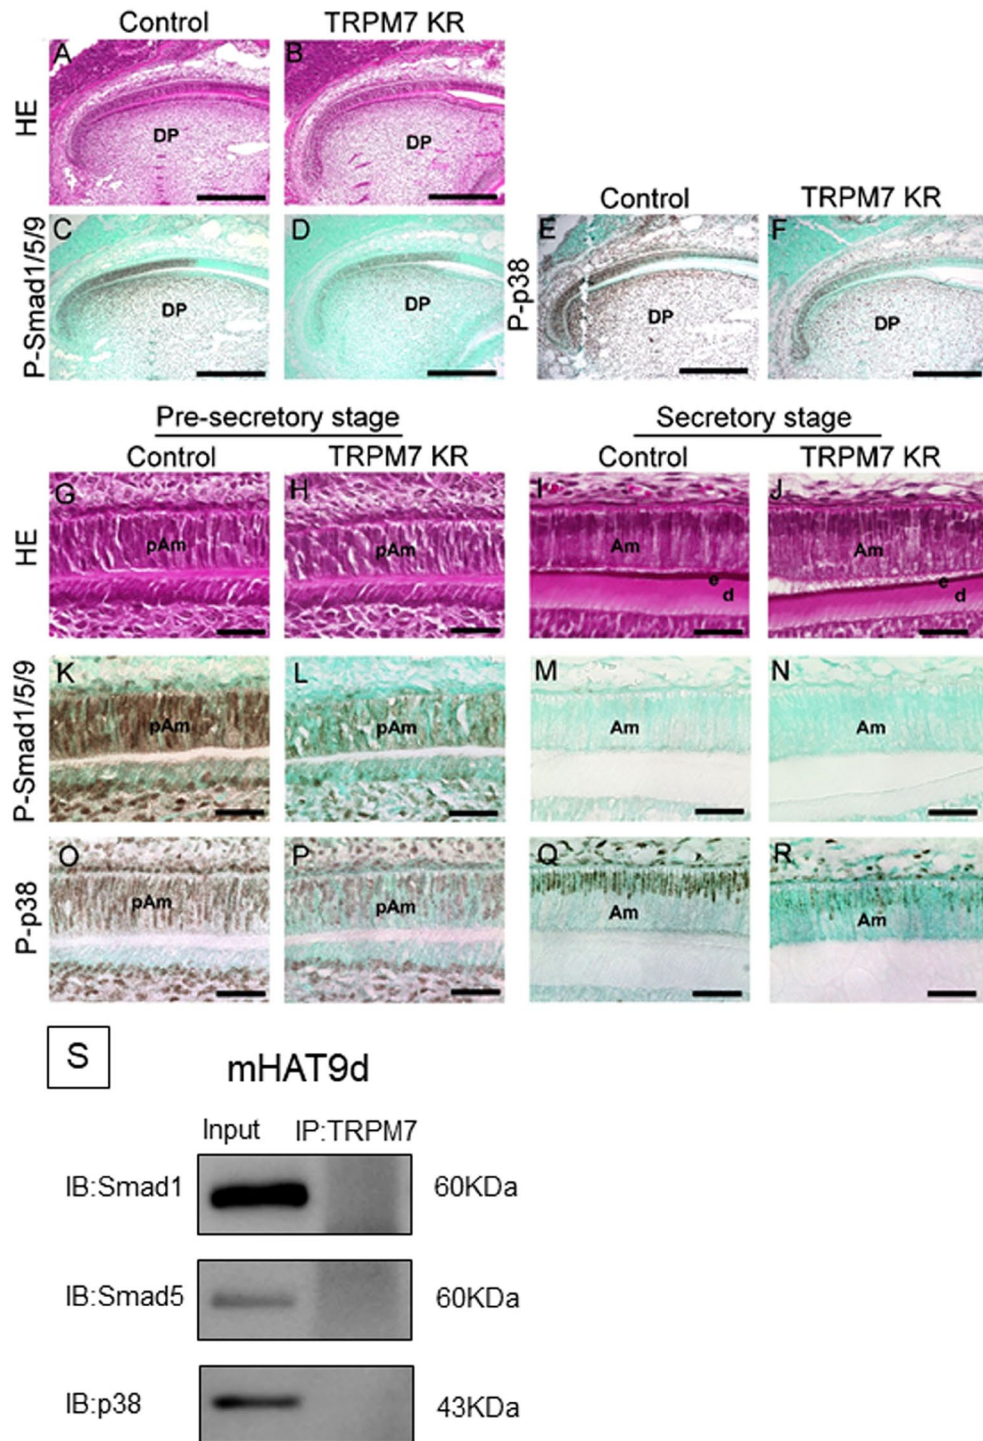 Control TRPM7 KR
HE
A B
DP DP
Control TRPM7 KR
P-Smad1/5/9
C D
DP DP
P-p38
E F
DP DP
Pre-secretory stage Secretory stage
Control TRPM7 KR Control TRPM7 KR
HE
G H I J
pAm pAm Am Am
e e
d d
P-Smad1/5/9
K L M N
pAm pAm Am Am
P-p38
O P Q R
pAm pAm Am Am
S
mHAT9d
Input IP:TRPM7
IB:Smad1 60KDa
IB:Smad5 60KDa
IB:p38 43KDa